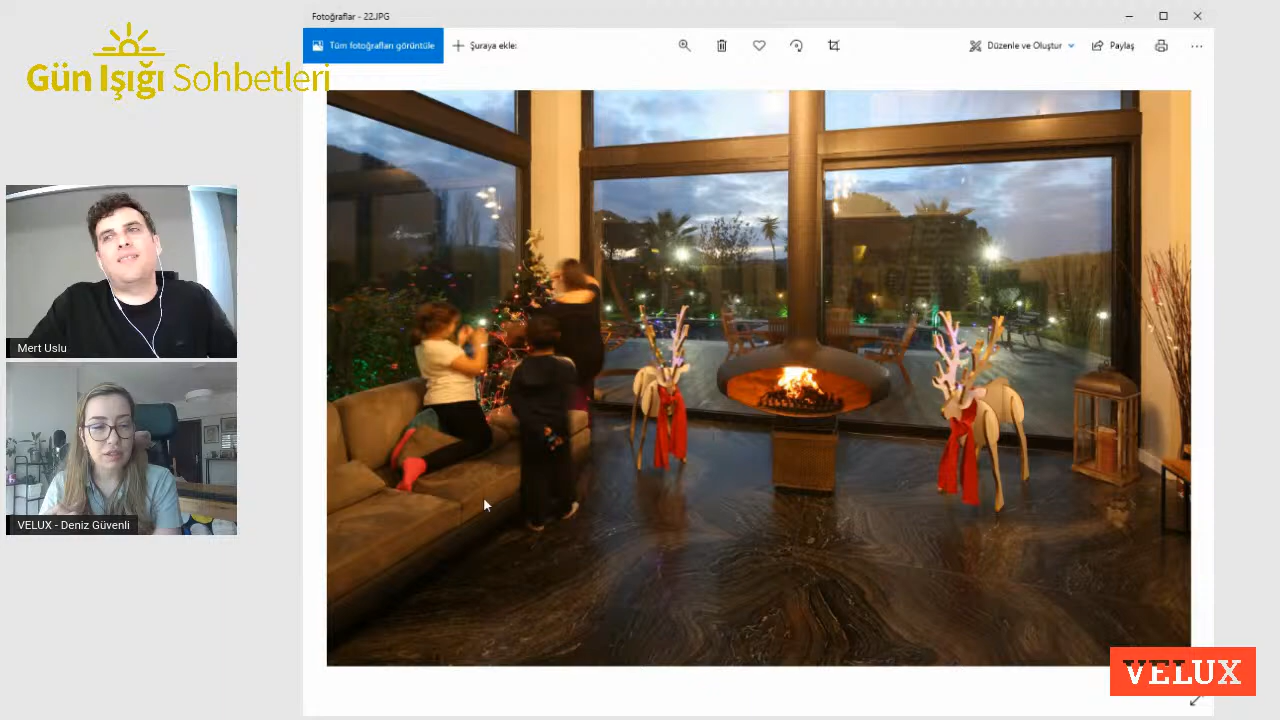 Fotoğraflar - 22.JPG
Tüm fotoğrafları görüntüle
Şuraya ekle:
Düzenle ve Oluştur
Paylaş
Gün Işığı Sohbetleri
Mert Uslu
VELUX - Deniz Güvenli
VELUX